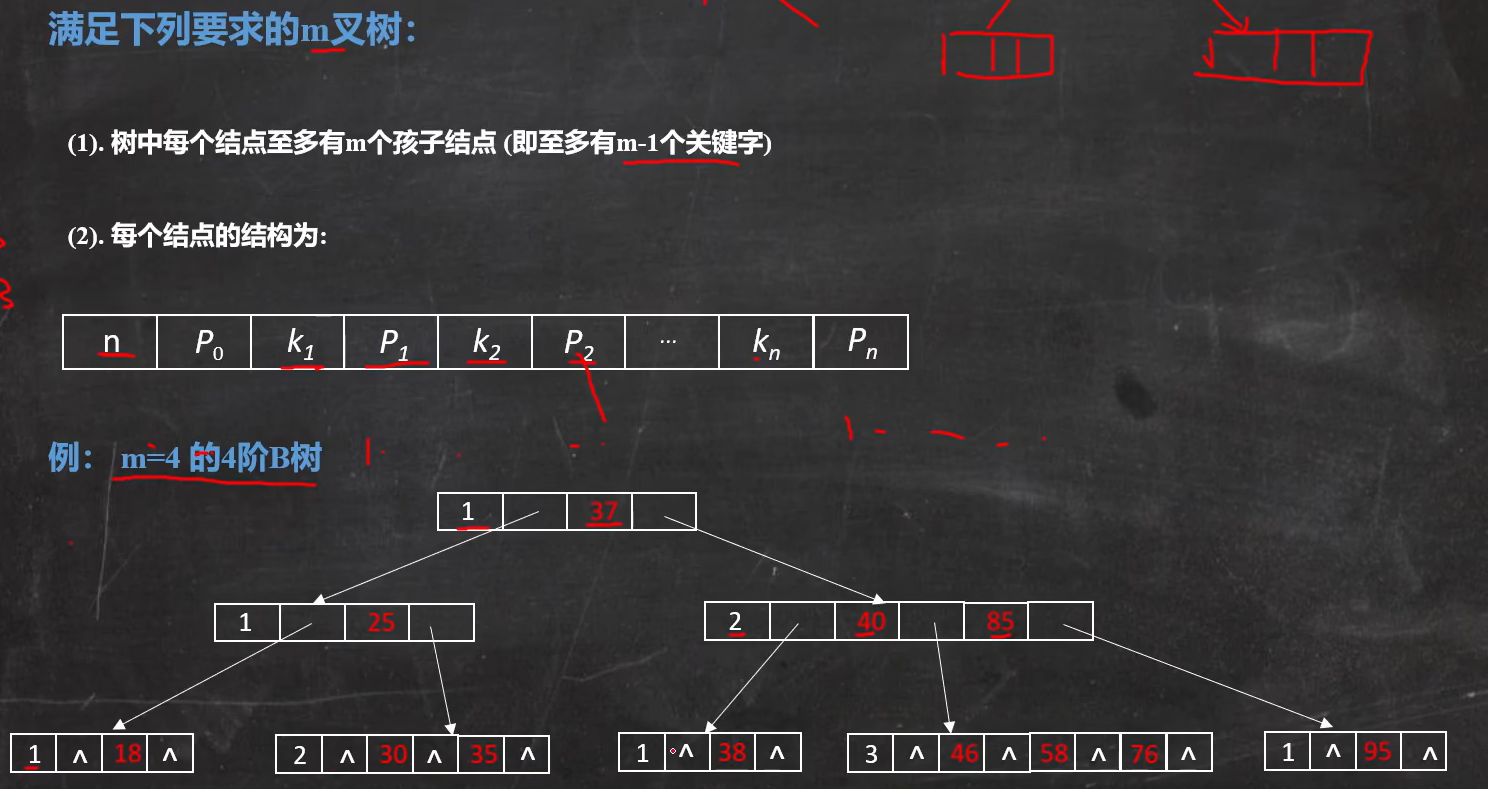 满足下列要求的m叉树:
(1). 树中每个结点至多有m个孩子结点 (即至多有m-1个关键字)
(2). 每个结点的结构为:
n P0 k1 P1 k2 P2 ... kn Pn
例: m=4 的4阶B树
1 37
1 25 2 40 85
1 ^ 18 ^ 2 ^ 30 ^ 35 ^ 1 ^ 38 ^ 3 ^ 46 ^ 58 ^ 76 ^ 1 ^ 95 ^